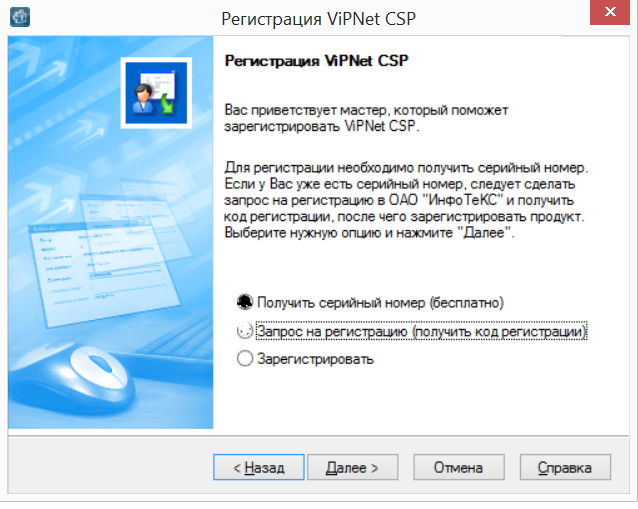 Регистрация ViPNet CSP
Регистрация ViPNet CSP
Вас приветствует мастер, который поможет
зарегистрировать ViPNet CSP.
Для регистрации необходимо получить серийный номер.
Если у Вас уже есть серийный номер, следует сделать
запрос на регистрацию в ОАО "ИнфоТеКС" и получить
код регистрации, после чего зарегистрировать продукт.
Выберите нужную опцию и нажмите "Далее".
Получить серийный номер (бесплатно)
Запрос на регистрацию (получить код регистрации)
Зарегистрировать
< Назад
Далее >
Отмена
Справка